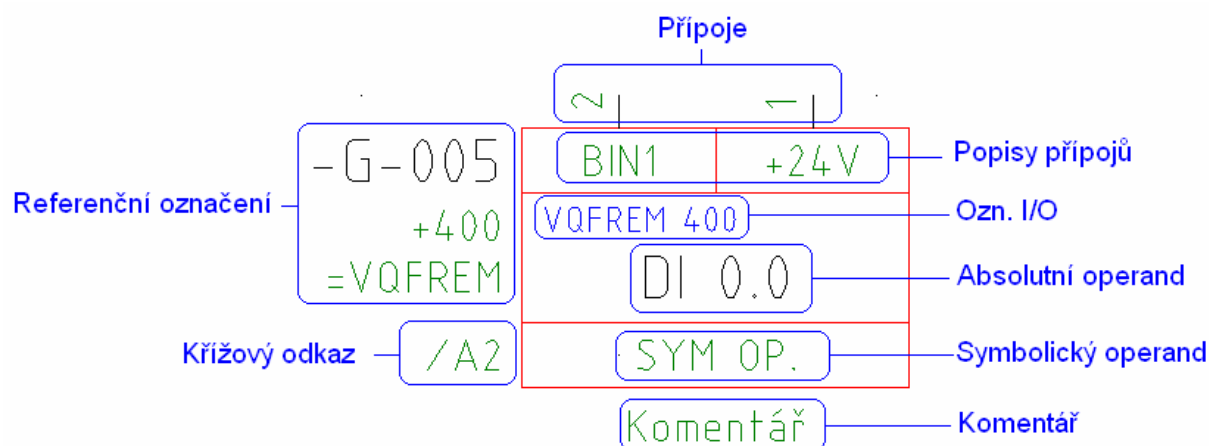 Přípoje
2 1
-G-005
BIN1 +24V
Popisy přípojů
Referenční označení
+400
VQFREM 400
Ozn. I/O
=VQFREM
DI 0.0
Absolutní operand
Křížový odkaz
/A2
SYM OP.
Symbolický operand
Komentář
Komentář